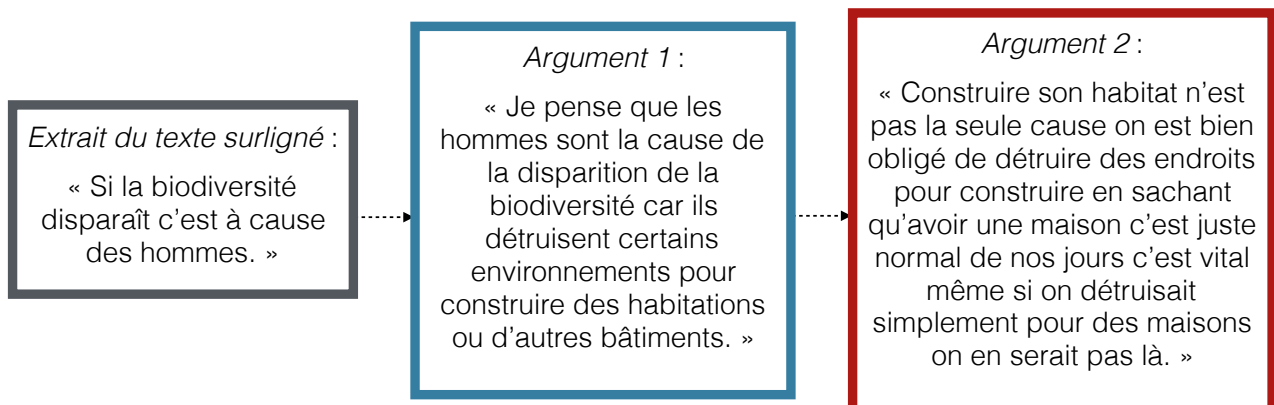 Extrait du texte surligné :
« Si la biodiversité
disparaît c’est à cause
des hommes. »
Argument 1 :
« Je pense que les
hommes sont la cause de
la disparition de la
biodiversité car ils
détruisent certains
environnements pour
construire des habitations
ou d’autres bâtiments. »
Argument 2 :
« Construire son habitat n’est
pas la seule cause on est bien
obligé de détruire des endroits
pour construire en sachant
qu’avoir une maison c’est juste
normal de nos jours c’est vital
même si on détruisait
simplement pour des maisons
on en serait pas là. »